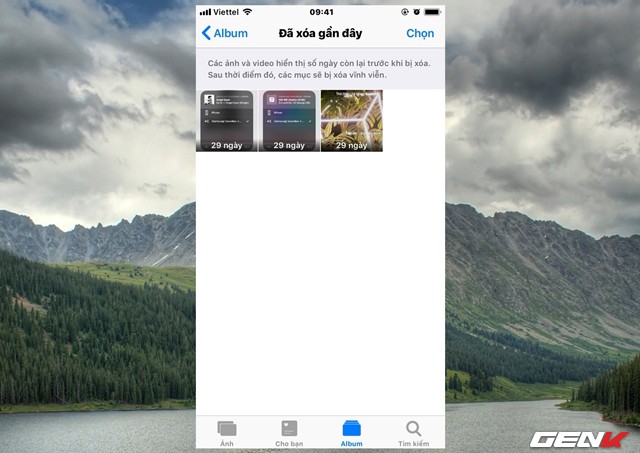 Viettel
09:41
Album
Đã xóa gần đây
Chọn
Các ảnh và video hiển thị số ngày còn lại trước khi bị xóa.
Sau thời điểm đó, các mục sẽ bị xóa vĩnh viễn.
29 ngày
29 ngày
29 ngày
Ảnh
Cho bạn
Album
Tìm kiếm
GENK